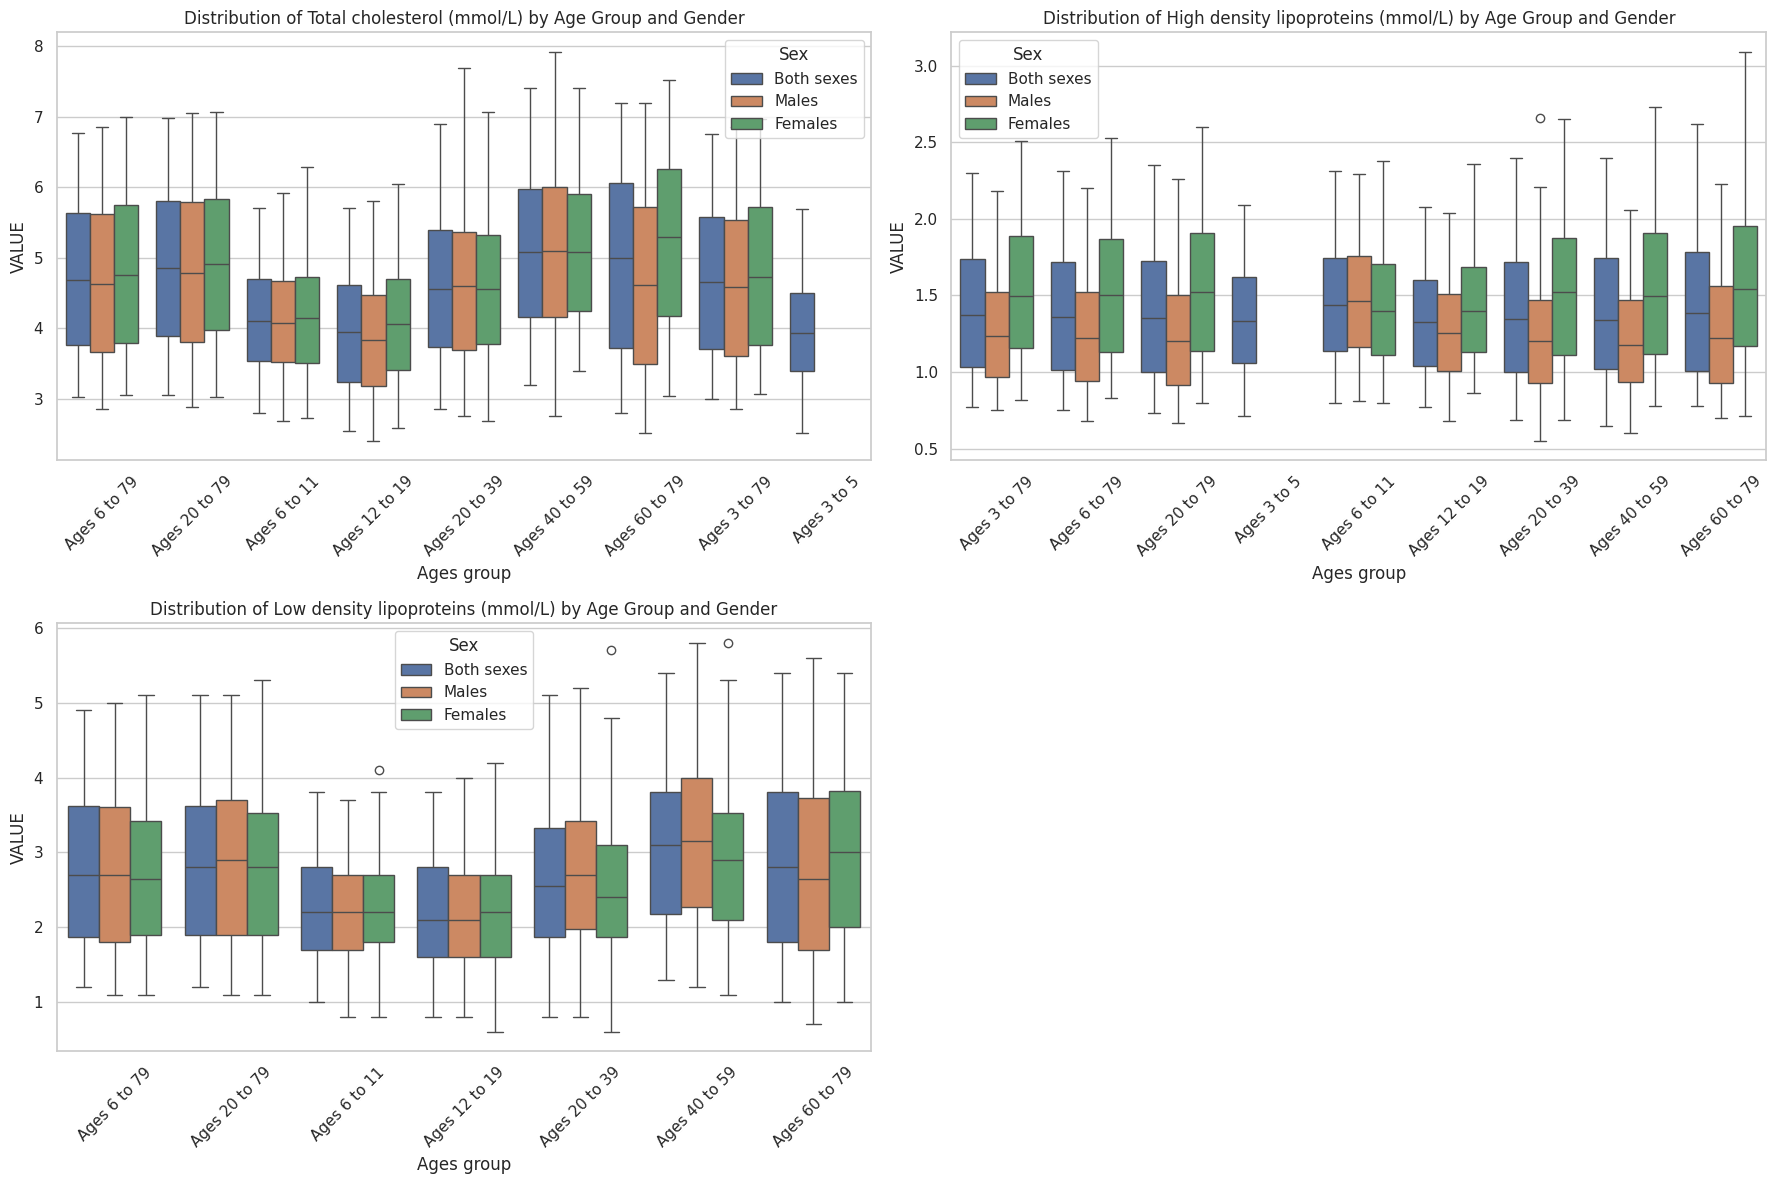 Distribution of Total cholesterol (mmol/L) by Age Group and Gender
8
7
6
5
4
3
VALUE
Sex
Both sexes
Males
Females
Ages 6 to 79
Ages 20 to 79
Ages 6 to 11
Ages 12 to 19
Ages 20 to 39
Ages 40 to 59
Ages 60 to 79
Ages 3 to 79
Ages 3 to 5
Ages group
Distribution of High density lipoproteins (mmol/L) by Age Group and Gender
3.0
2.5
2.0
1.5
1.0
0.5
VALUE
Sex
Both sexes
Males
Females
Ages 3 to 79
Ages 6 to 79
Ages 20 to 79
Ages 3 to 5
Ages 6 to 11
Ages 12 to 19
Ages 20 to 39
Ages 40 to 59
Ages 60 to 79
Ages group
Distribution of Low density lipoproteins (mmol/L) by Age Group and Gender
6
5
4
3
2
1
VALUE
Sex
Both sexes
Males
Females
Ages 6 to 79
Ages 20 to 79
Ages 6 to 11
Ages 12 to 19
Ages 20 to 39
Ages 40 to 59
Ages 60 to 79
Ages group